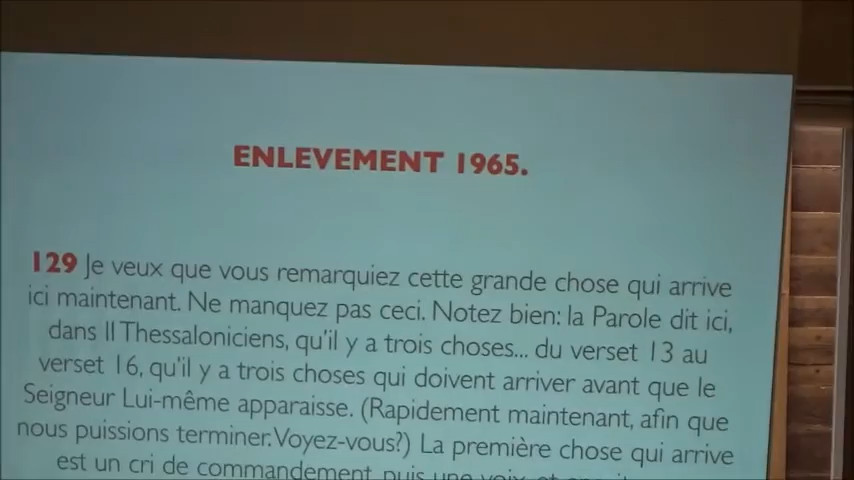 ENLEVEMENT 1965.
129 Je veux que vous remarquiez cette grande chose qui arrive
ici maintenant. Ne manquez pas ceci. Notez bien: la Parole dit ici,
dans II Thessaloniciens, qu'il y a trois choses... du verset 13 au
verset 16, qu'il y a trois choses qui doivent arriver avant que le
Seigneur Lui-même apparaisse. (Rapidement maintenant, afin que
nous puissions terminer. Voyez-vous?) La première chose qui arrive
est un cri de commandement, puis une voix, et